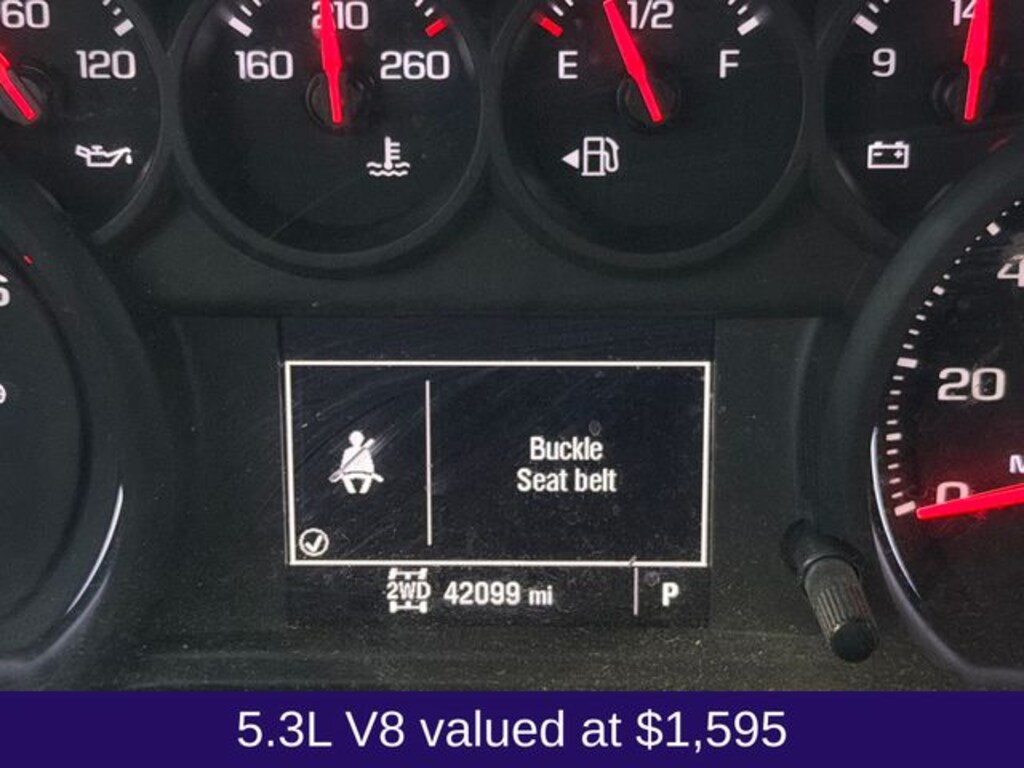 60
210
1/2
14
120
160
260
E
F
9
Buckle
Seat belt
20
0
2WD 42099 mi
P
5.3L V8 valued at $1,595